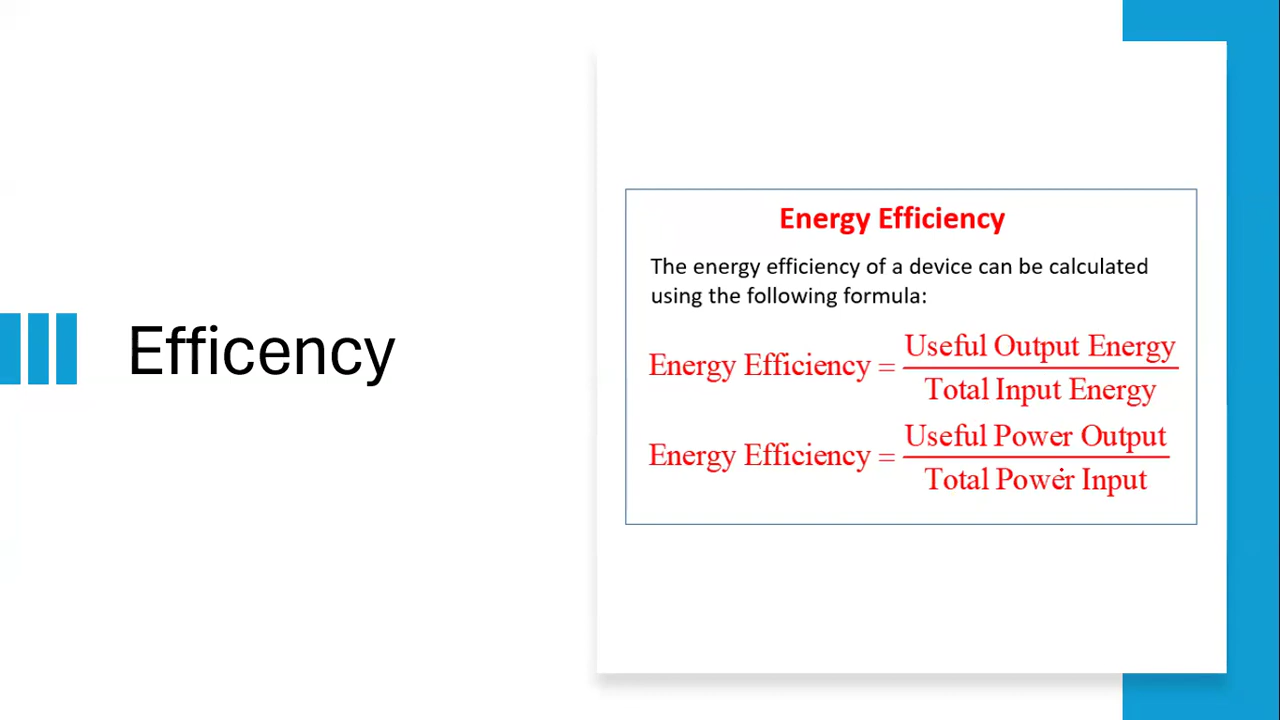 Efficency
Energy Efficiency
The energy efficiency of a device can be calculated
using the following formula:
Energy Efficiency = Useful Output Energy / Total Input Energy
Energy Efficiency = Useful Power Output / Total Power Input